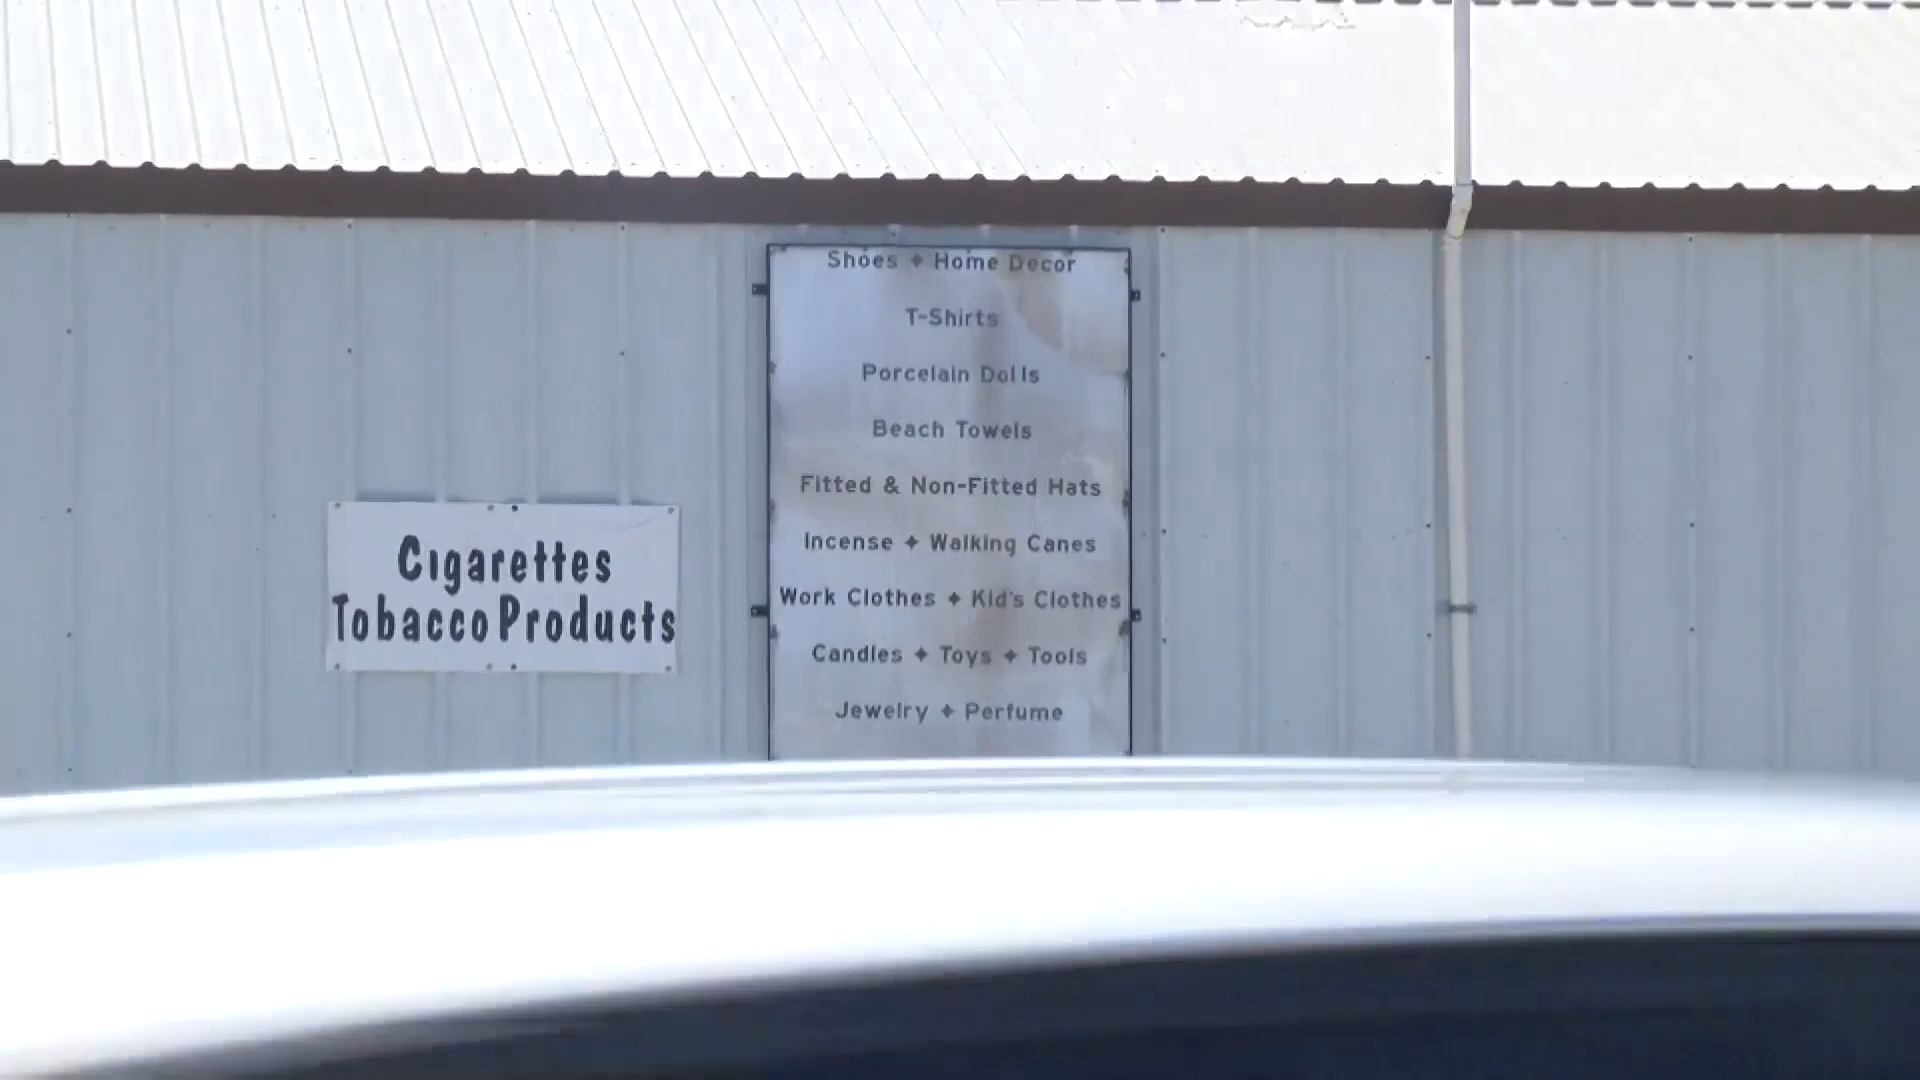 Shoes ✦ Home Decor
T-Shirts
Porcelain Dolls
Beach Towels
Fitted & Non-Fitted Hats
Incense ✦ Walking Canes
Work Clothes ✦ Kid's Clothes
Candles ✦ Toys ✦ Tools
Jewelry ✦ Perfume
Cigarettes
Tobacco Products